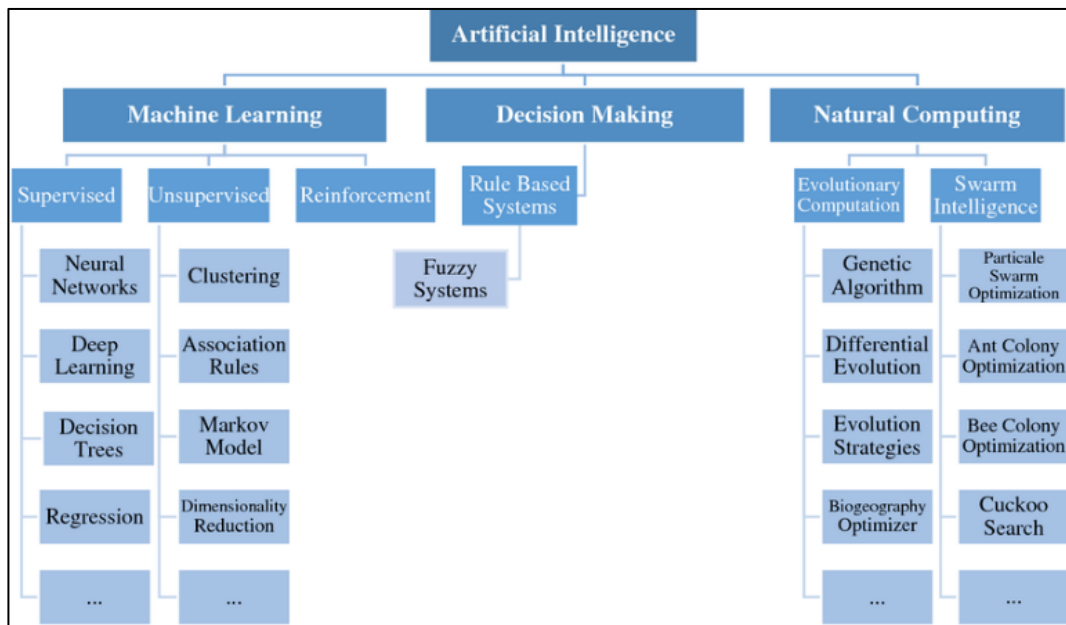 Artificial Intelligence
Machine Learning
Decision Making
Natural Computing
Supervised
Unsupervised
Reinforcement
Rule Based
Systems
Evolutionary
Computation
Swarm
Intelligence
Neural
Networks
Deep
Learning
Decision
Trees
Regression
...
Clustering
Association
Rules
Markov
Model
Dimensionality
Reduction
...
Fuzzy
Systems
Genetic
Algorithm
Differential
Evolution
Evolution
Strategies
Biogeography
Optimizer
...
Particale
Swarm
Optimization
Ant Colony
Optimization
Bee Colony
Optimization
Cuckoo
Search
...